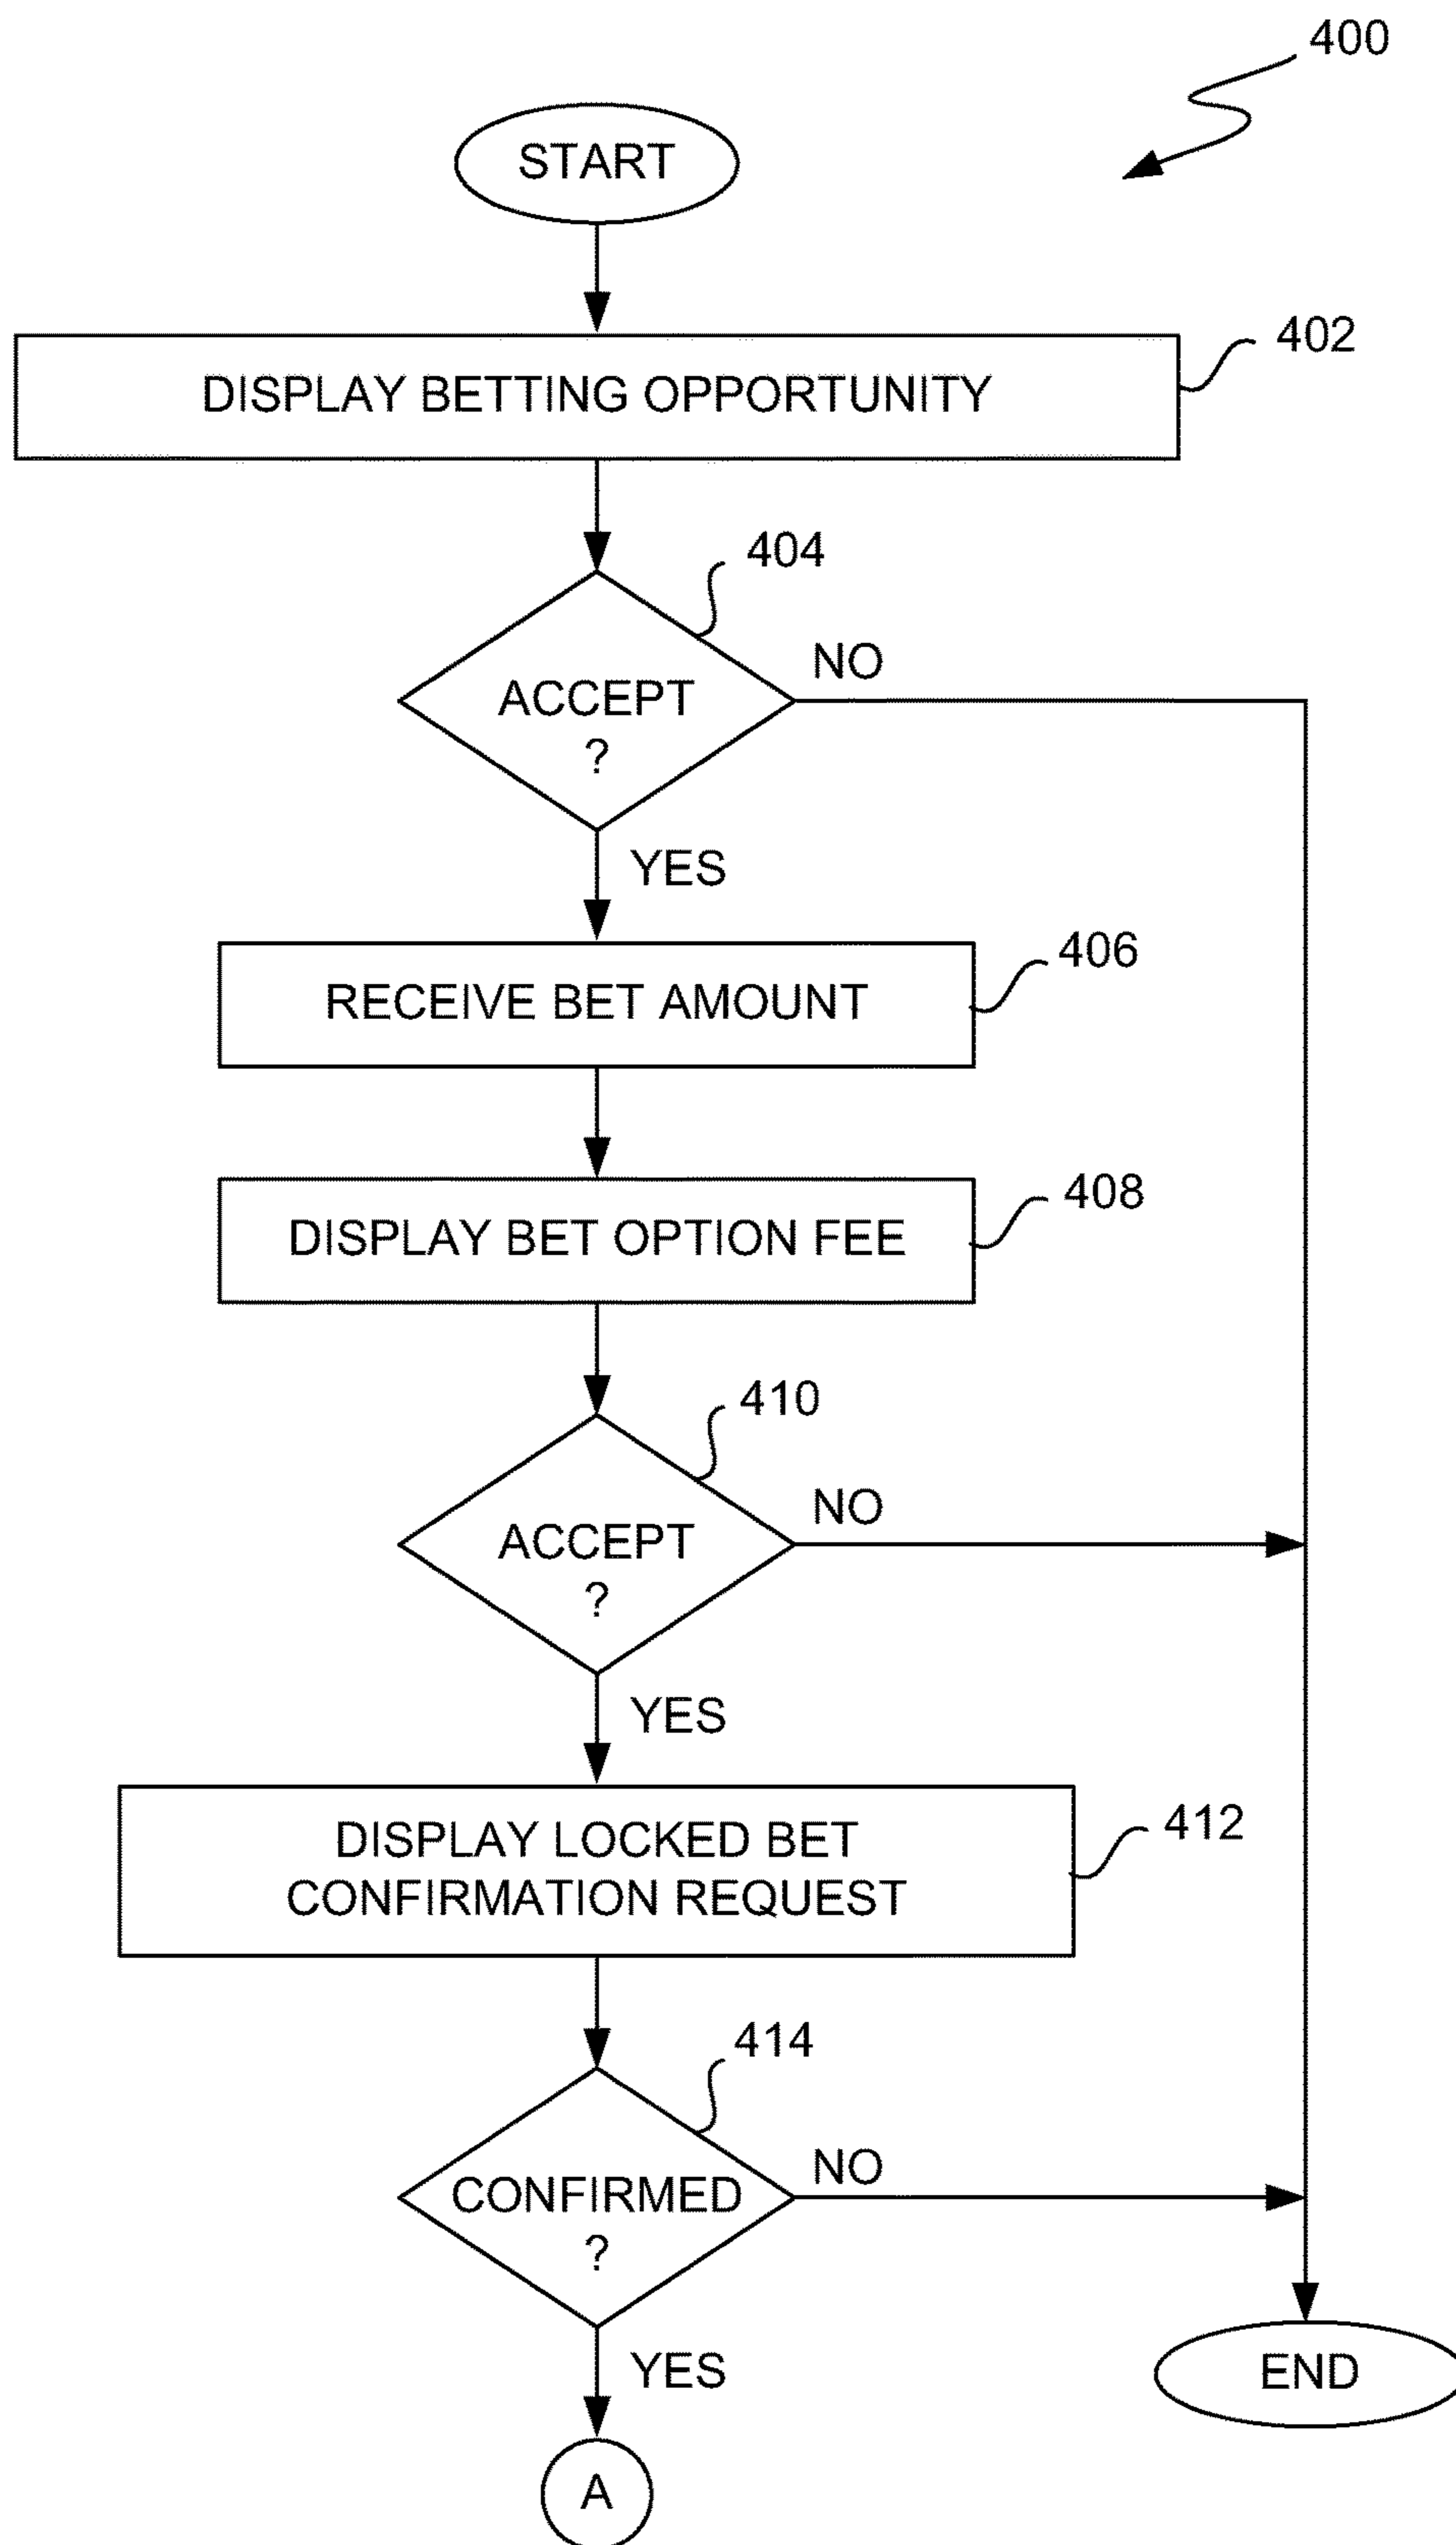 400
START
402
DISPLAY BETTING OPPORTUNITY
404
NO
ACCEPT
?
YES
406
RECEIVE BET AMOUNT
408
DISPLAY BET OPTION FEE
410
NO
ACCEPT
?
YES
412
DISPLAY LOCKED BET
CONFIRMATION REQUEST
414
NO
CONFIRMED
?
YES
END
A